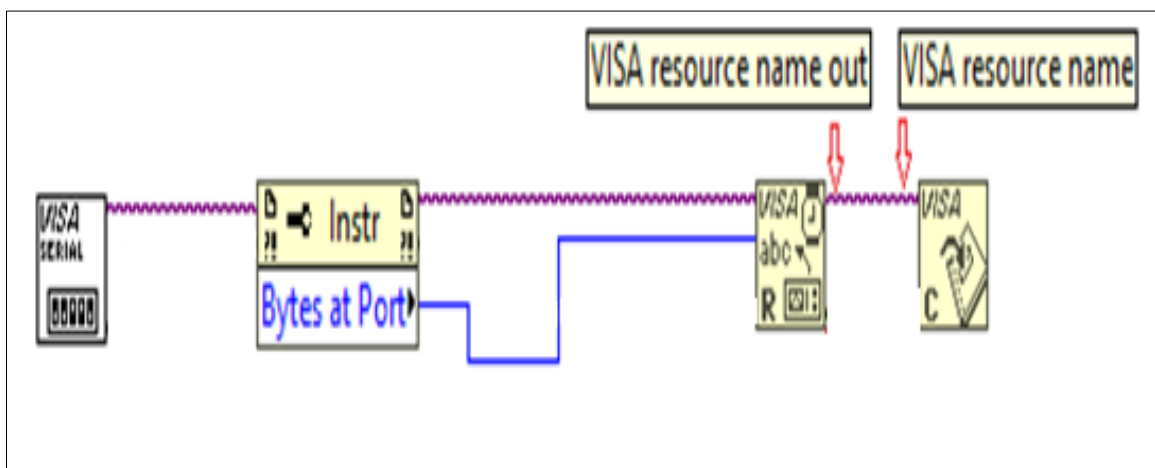 VISA resource name out
VISA resource name
VISA
SERIAL
Instr
Bytes at Port
VISA
abc
R
VISA
C